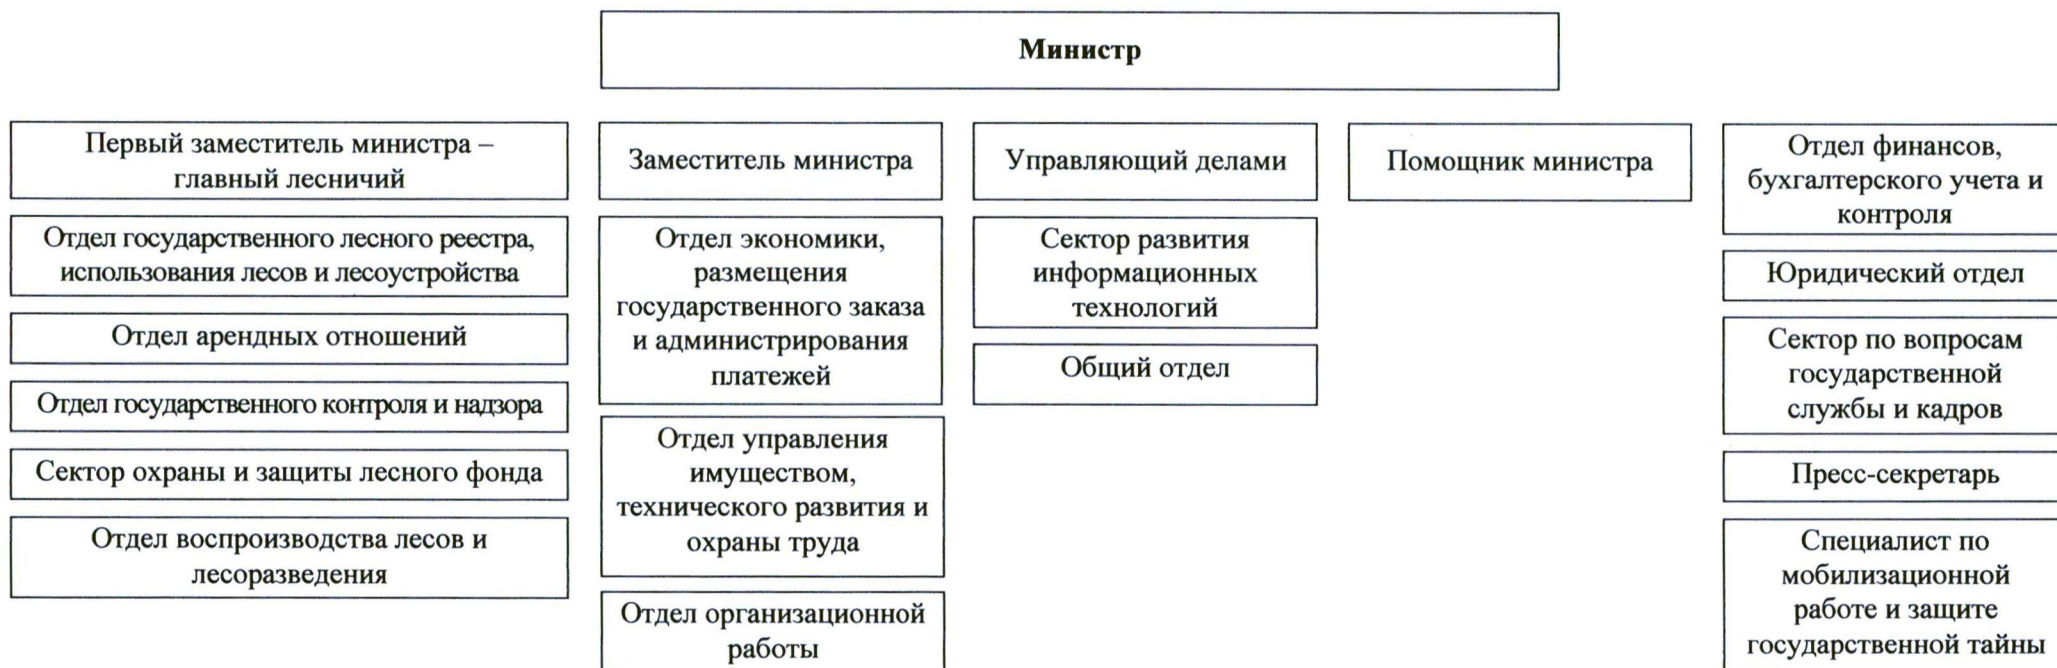 Министр
Первый заместитель министра –
главный лесничий
Отдел государственного лесного реестра,
использования лесов и лесоустройства
Отдел арендных отношений
Отдел государственного контроля и надзора
Сектор охраны и защиты лесного фонда
Отдел воспроизводства лесов и
лесоразведения
Заместитель министра
Отдел экономики,
размещения
государственного заказа
и администрирования
платежей
Отдел управления
имуществом,
технического развития и
охраны труда
Отдел организационной
работы
Управляющий делами
Сектор развития
информационных
технологий
Общий отдел
Помощник министра
Отдел финансов,
бухгалтерского учета и
контроля
Юридический отдел
Сектор по вопросам
государственной
службы и кадров
Пресс-секретарь
Специалист по
мобилизационной
работе и защите
государственной тайны